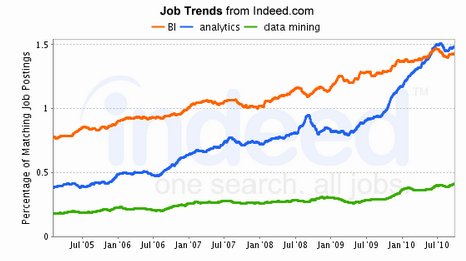 Job Trends from Indeed.com
BI analytics data mining
Percentage of Matching Job Postings
1.5
1
0.5
0
indeed™
one search. all jobs.
Jul '05 Jan '06 Jul '06 Jan '07 Jul '07 Jan '08 Jul '08 Jan '09 Jul '09 Jan '10 Jul '10